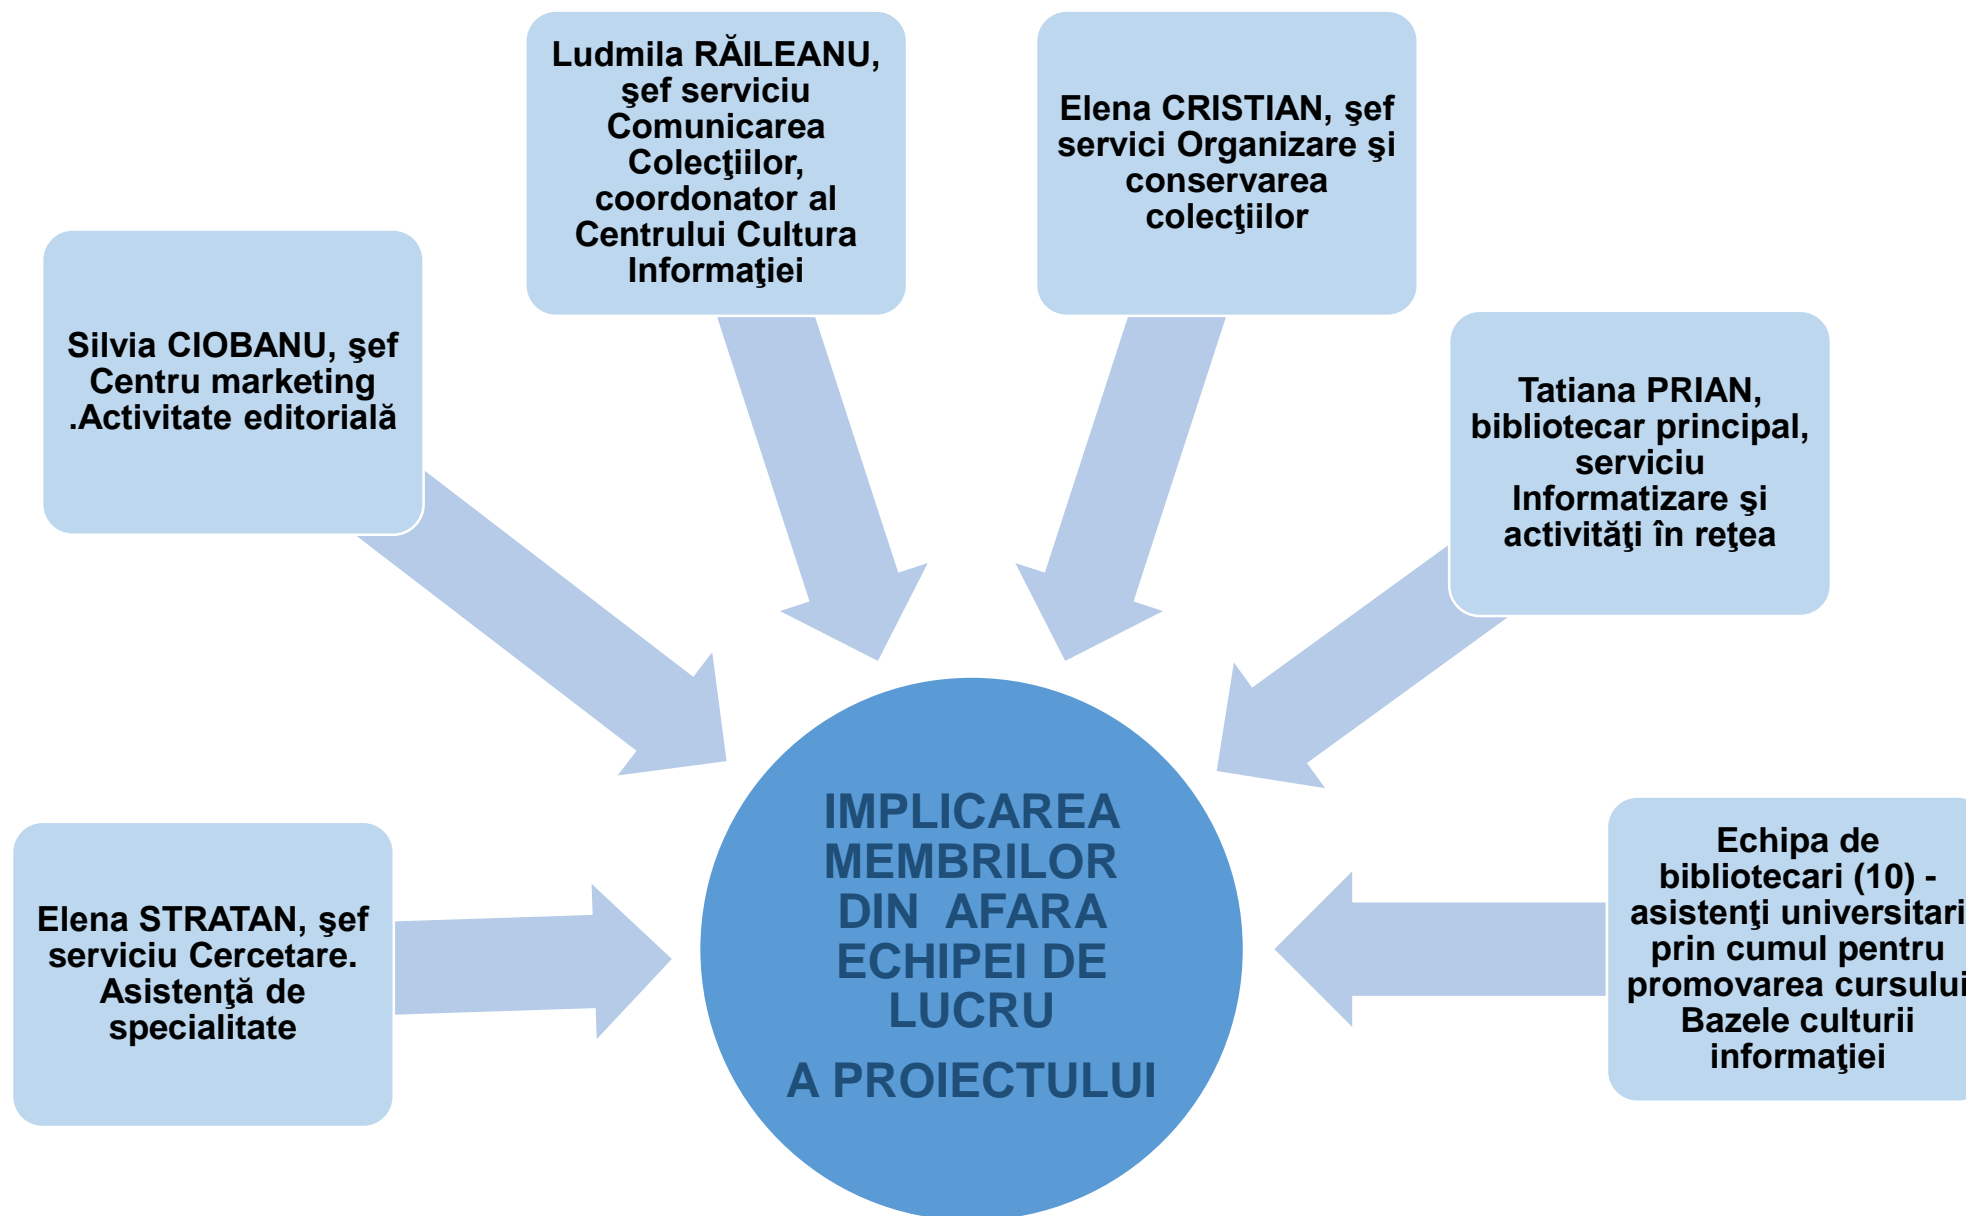 Ludmila RĂILEANU,
şef serviciu
Comunicarea
Colecţiilor,
coordonator al
Centrului Cultura
Informaţiei
Elena CRISTIAN, şef
servici Organizare şi
conservarea
colecţiilor
Silvia CIOBANU, şef
Centru marketing
.Activitate editorială
Tatiana PRIAN,
bibliotecar principal,
serviciu
Informatizare şi
activităţi în reţea
Elena STRATAN, şef
serviciu Cercetare.
Asistenţă de
specialitate
Echipa de
bibliotecari (10) -
asistenţi universitari
prin cumul pentru
promovarea cursului
Bazele culturii
informaţiei
IMPLICAREA
MEMBRILOR
DIN AFARA
ECHIPEI DE
LUCRU
A PROIECTULUI